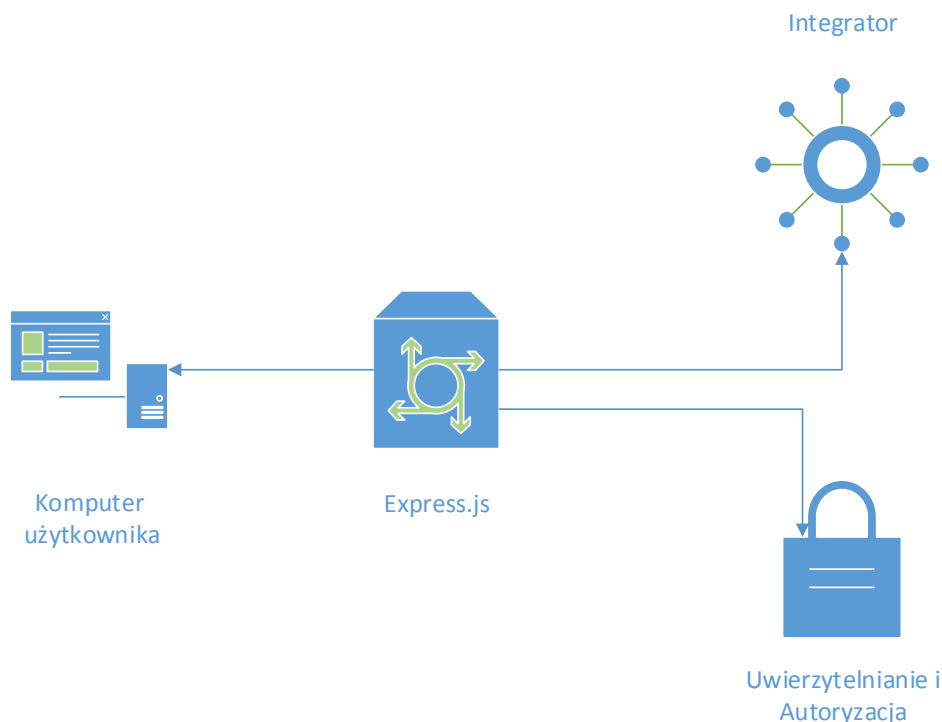 Integrator
Komputer
użytkownika
Express.js
Uwierzytelnianie i
Autoryzacja